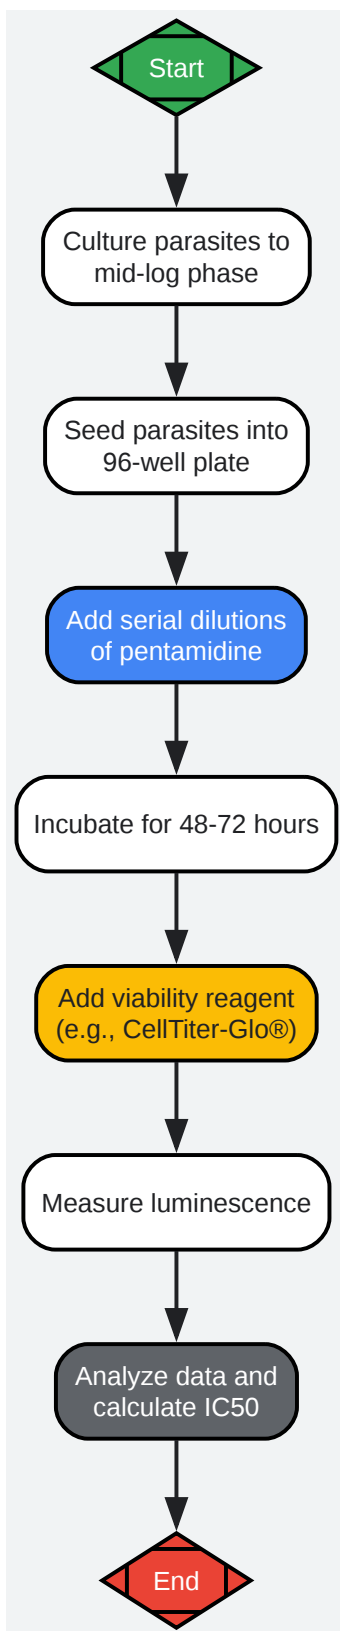 Start
Culture parasites to
mid-log phase
Seed parasites into
96-well plate
Add serial dilutions
of pentamidine
Incubate for 48-72 hours
Add viability reagent
(e.g., CellTiter-Glo®)
Measure luminescence
Analyze data and
calculate IC50
End